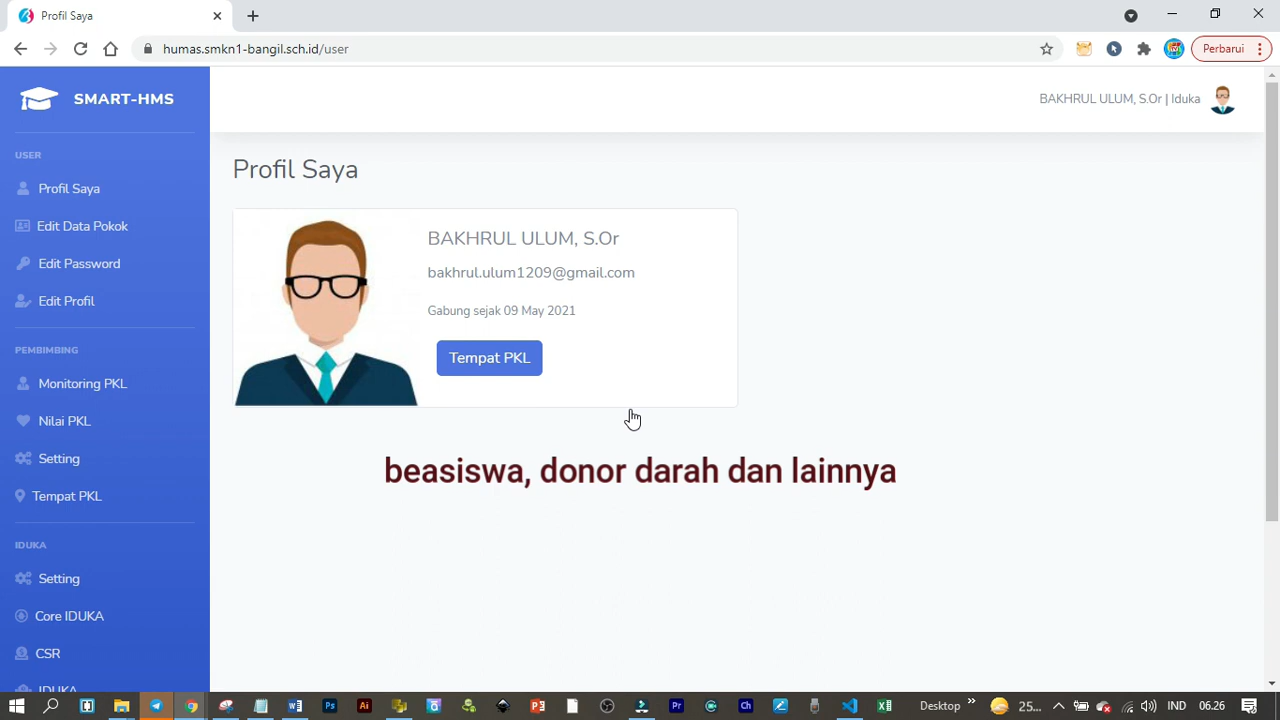 Profil Saya
humas.smkn1-bangil.sch.id/user
Perbarui
SMART-HMS
BAKHRUL ULUM, S.Or | Iduka
USER
Profil Saya
Edit Data Pokok
Edit Password
Edit Profil
PEMBIMBING
Monitoring PKL
Nilai PKL
Setting
Tempat PKL
IDUKA
Setting
Core IDUKA
CSR
IDUKA
Profil Saya
BAKHRUL ULUM, S.Or
bakhrul.ulum1209@gmail.com
Gabung sejak 09 May 2021
Tempat PKL
beasiswa, donor darah dan lainnya
Desktop
25...
IND
06.26